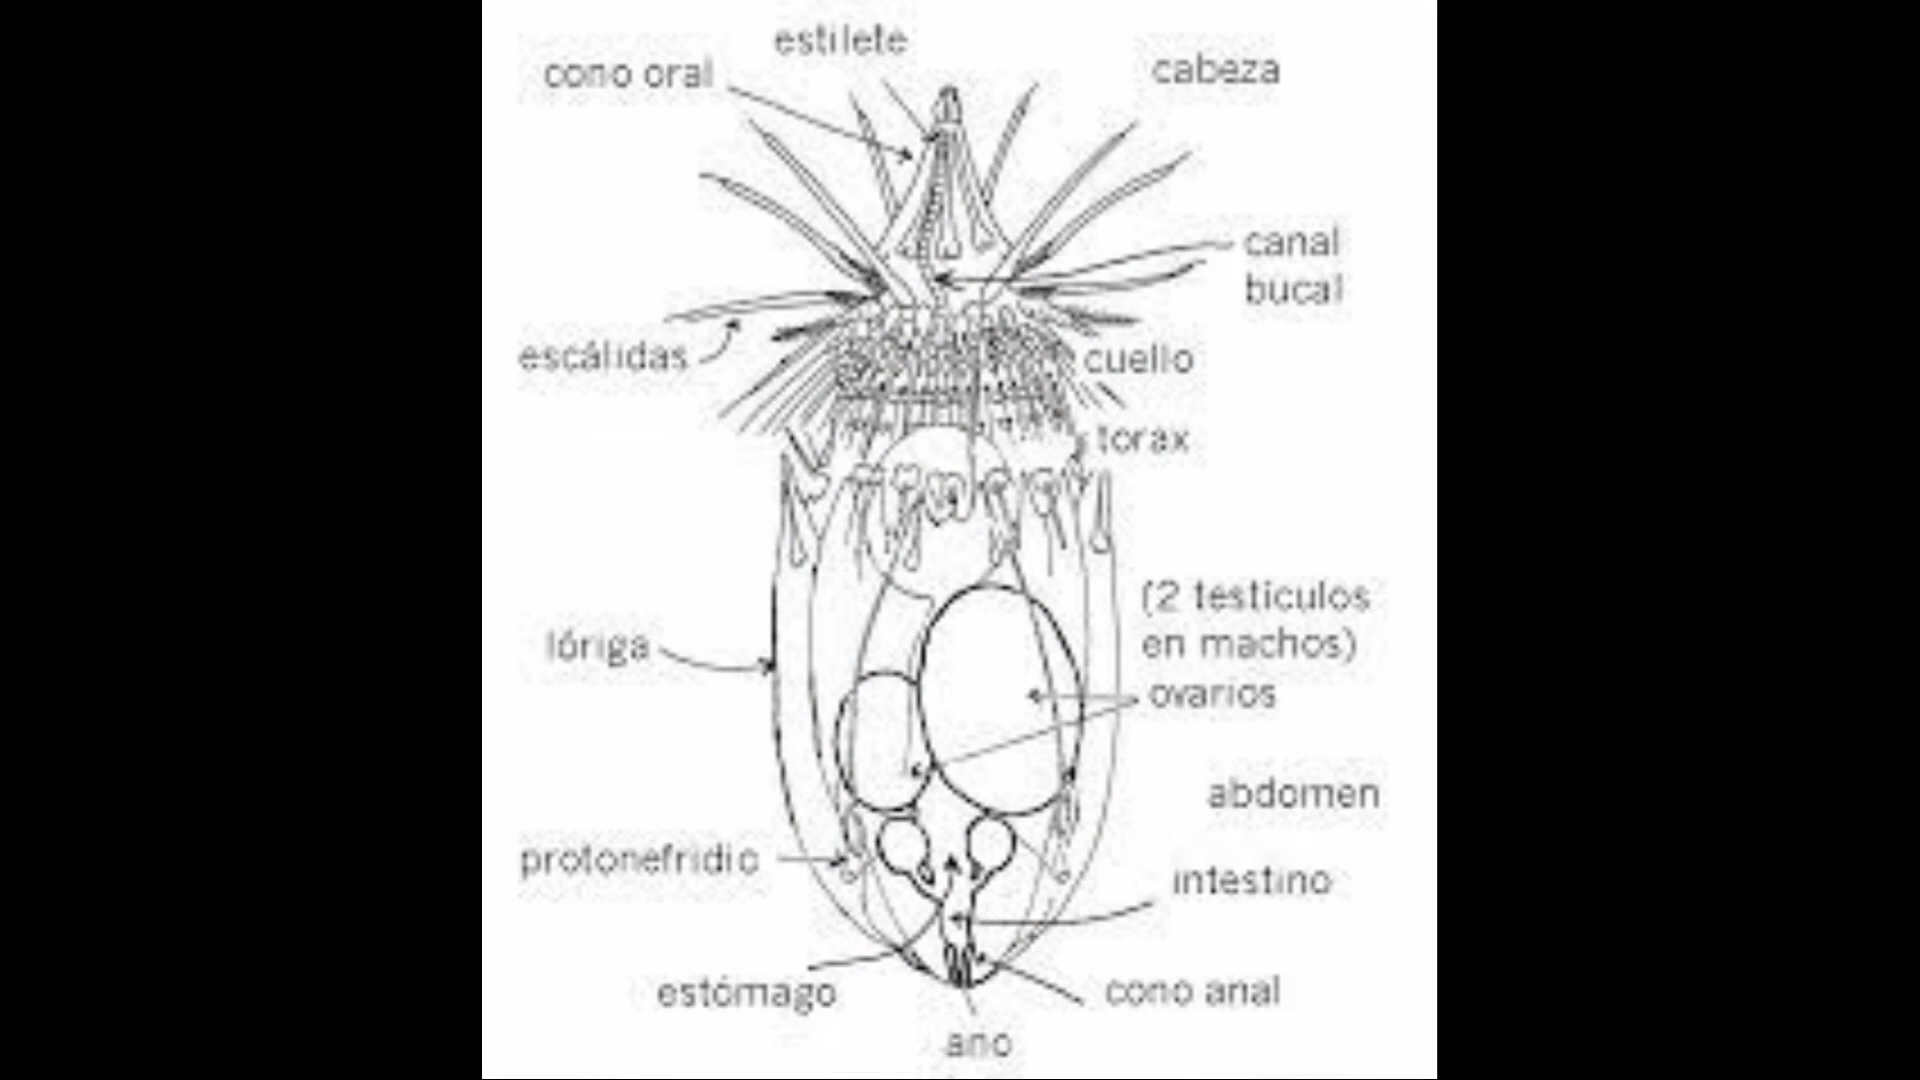 estilete
cono oral
cabeza
canal
bucal
escálidas
cuello
torax
(2 testiculos
en machos)
lóriga
ovarios
abdomen
protonefridio
intestino
estómago
cono anal
ano